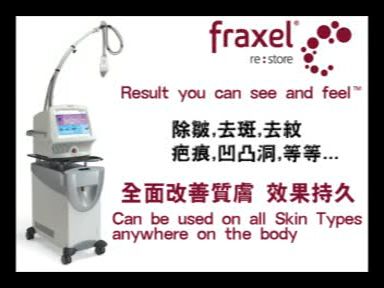 fraxel®
re:store
Result you can see and feel™
除皺,去斑,去紋
疤痕,凹凸洞,等等...
全面改善質膚 效果持久
Can be used on all Skin Types
anywhere on the body